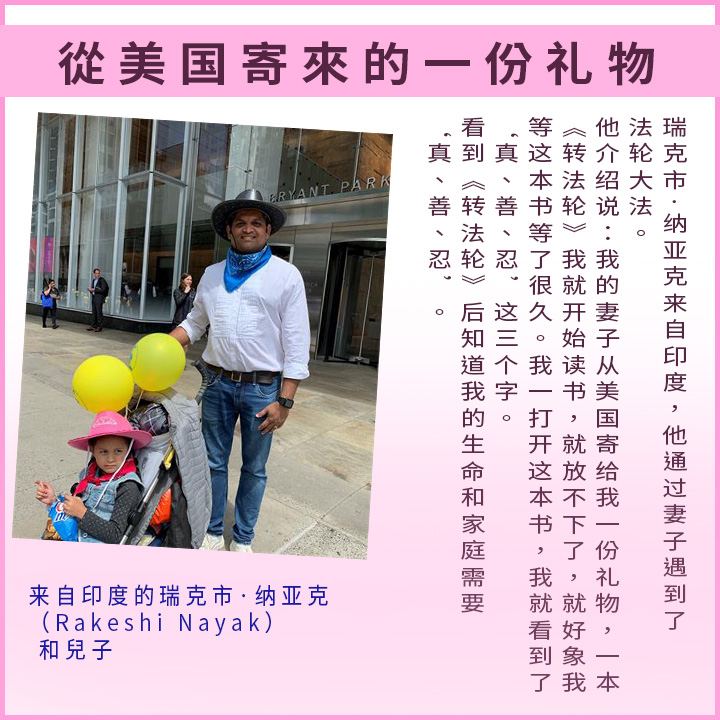 從美国寄來的一份礼物
BRYANT PARK
瑞克市·纳亚克来自印度，他通过妻子遇到了
法轮大法。
他介绍说：我的妻子从美国寄给我一份礼物，一本
《转法轮》我就开始读书，就放不下了，就好象我
等这本书等了很久。我一打开这本书，我就看到了
“真、善、忍”这三个字。
看到《转法轮》后知道我的生命和家庭需要
“真、善、忍”。
来自印度的瑞克市·纳亚克
（Rakeshi Nayak）
和兒子